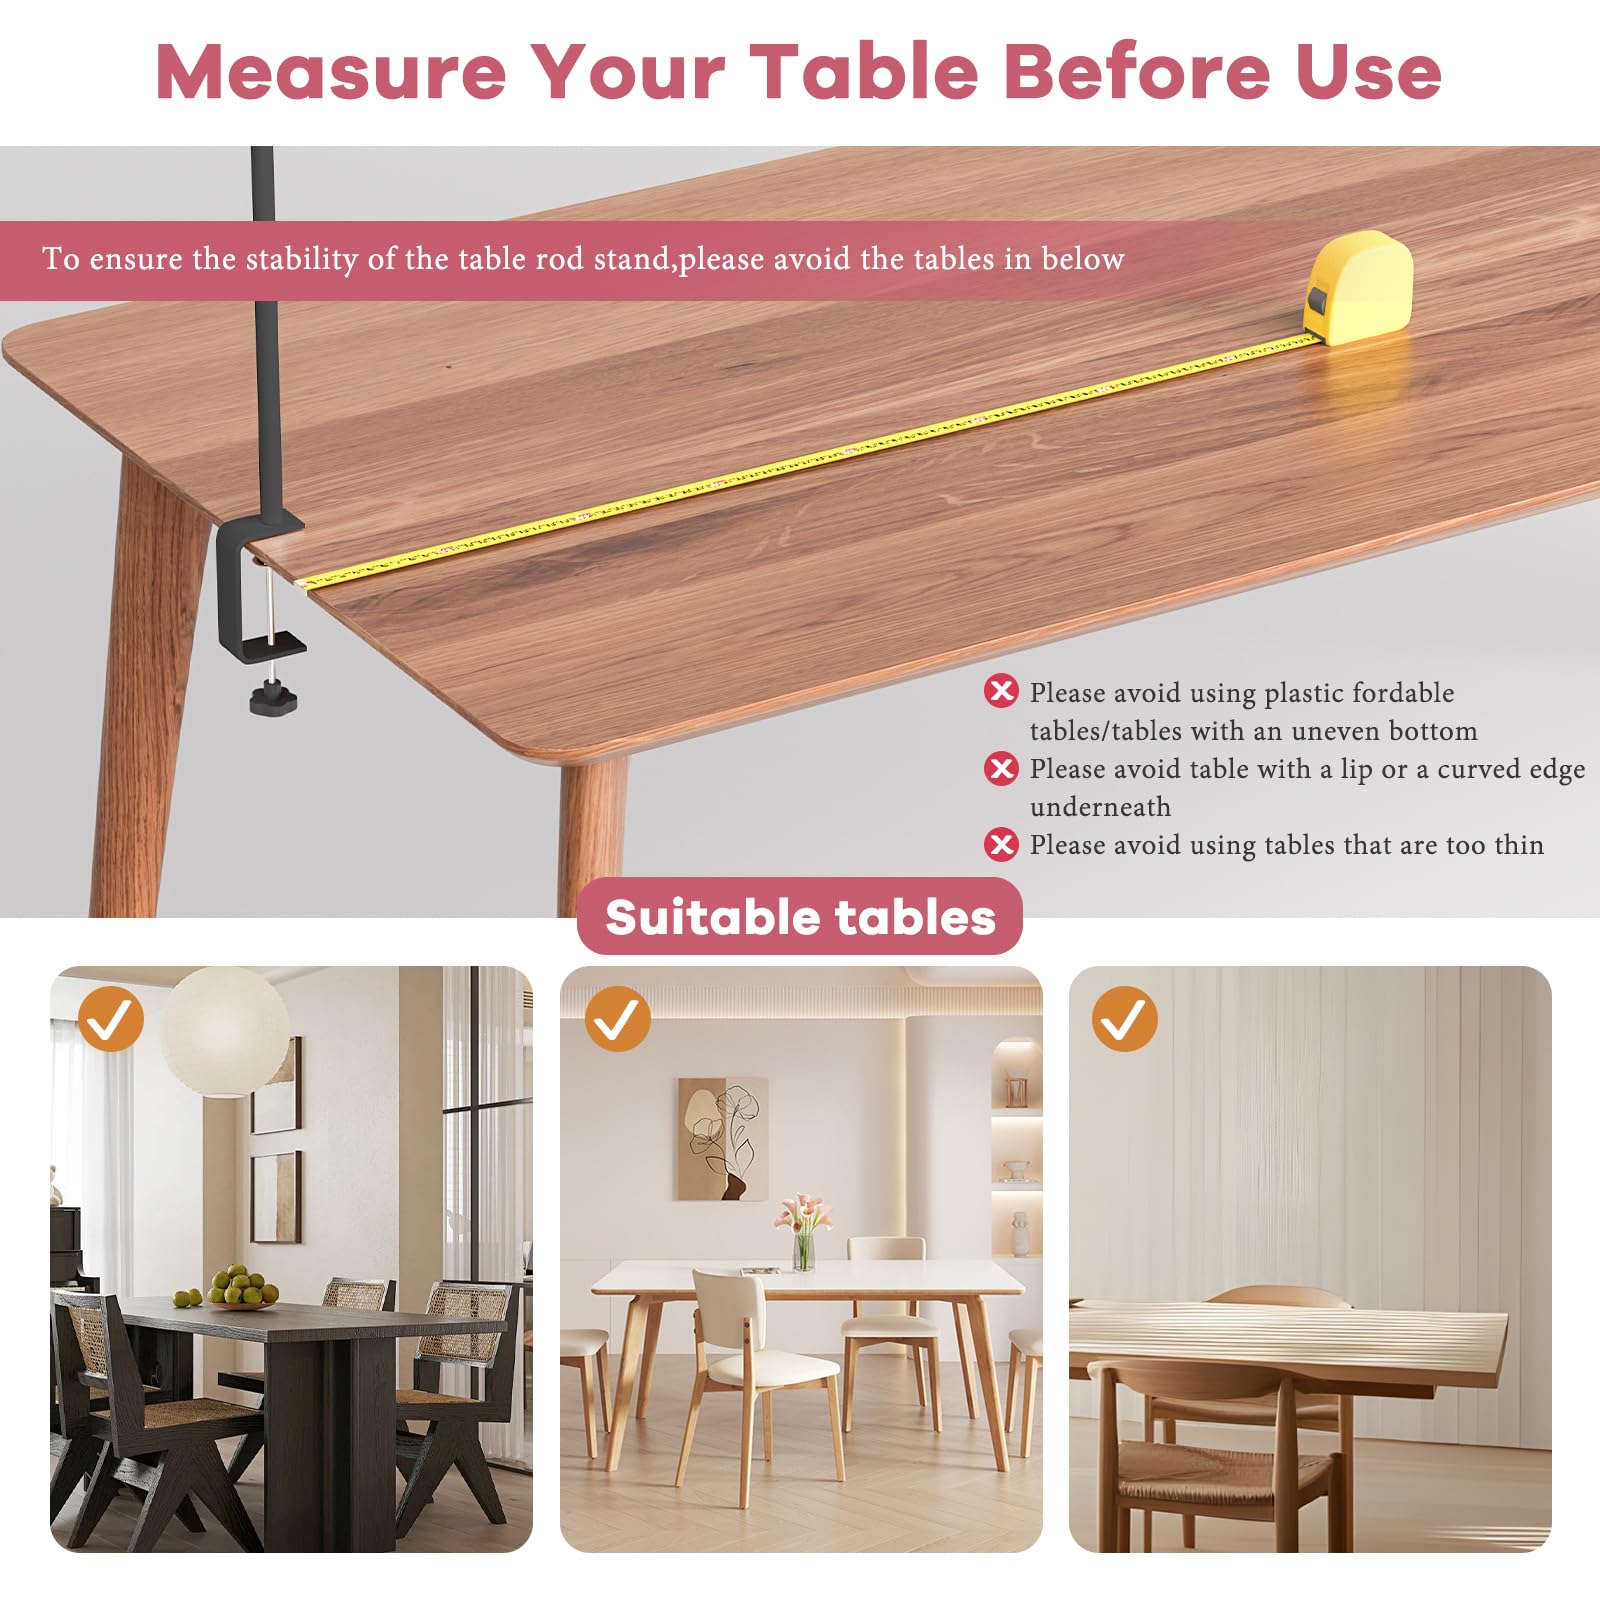 Measure Your Table Before Use
To ensure the stability of the table rod stand,please avoid the tables in below
Please avoid using plastic fordable
tables/tables with an uneven bottom
Please avoid table with a lip or a curved edge
underneath
Please avoid using tables that are too thin
Suitable tables